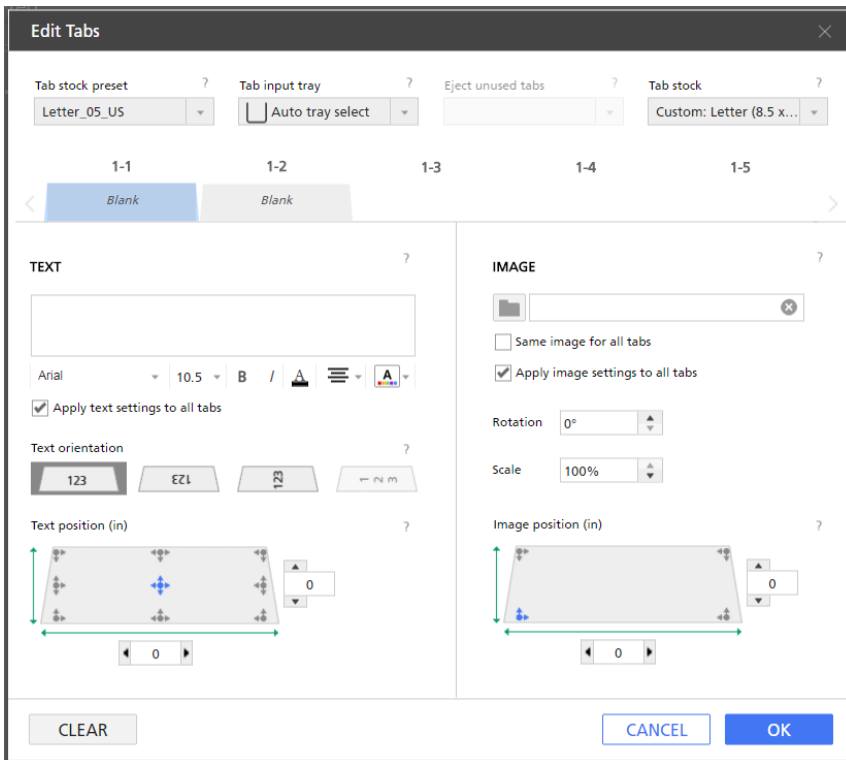 Edit Tabs
Tab stock preset ? Tab input tray ? Eject unused tabs ? Tab stock ?
Letter_05_US Auto tray select Custom: Letter (8.5 x...
1-1 1-2 1-3 1-4 1-5
Blank Blank
TEXT ?
Arial 10.5 B I A A
Apply text settings to all tabs
Text orientation ?
123 123 123 1 2 3
Text position (in) ?
0
0
IMAGE ?
Same image for all tabs
Apply image settings to all tabs
Rotation 0°
Scale 100%
Image position (in) ?
0
0
CLEAR CANCEL OK